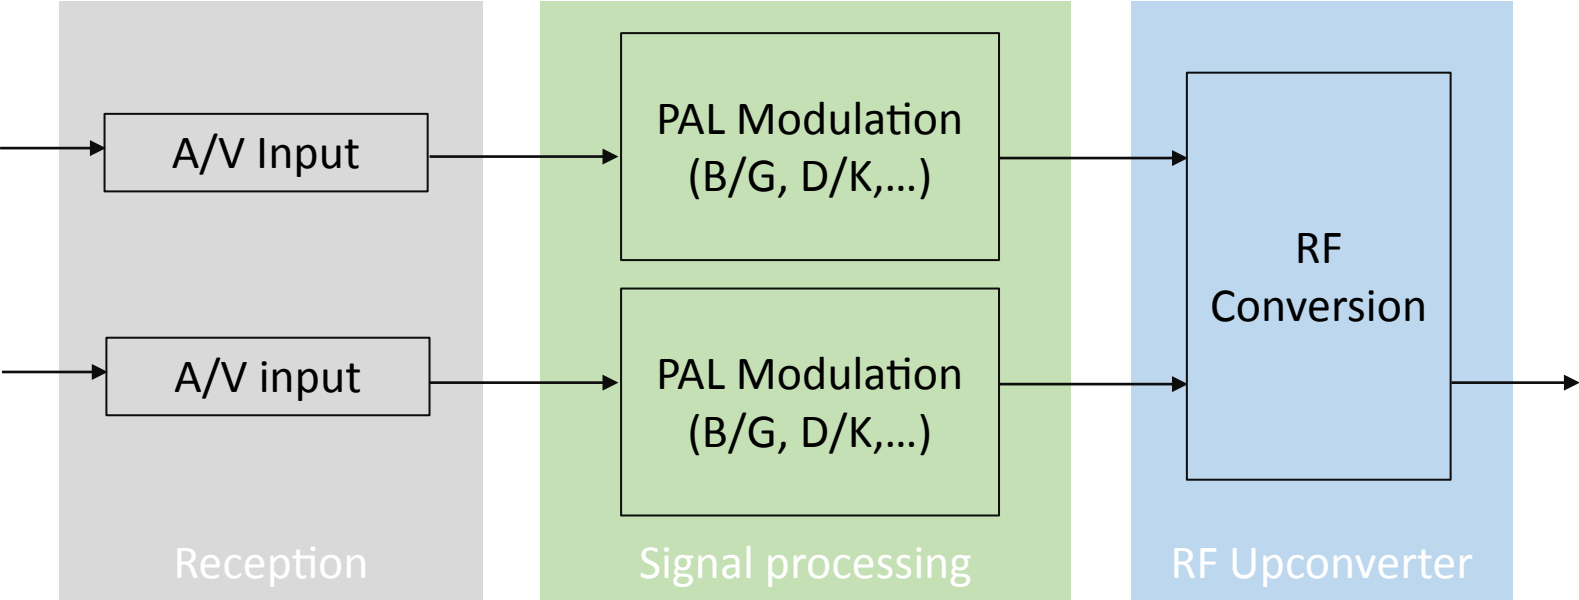 A/V Input
PAL Modulation
(B/G, D/K,...)
A/V input
PAL Modulation
(B/G, D/K,...)
RF
Conversion
Reception
Signal processing
RF Upconverter